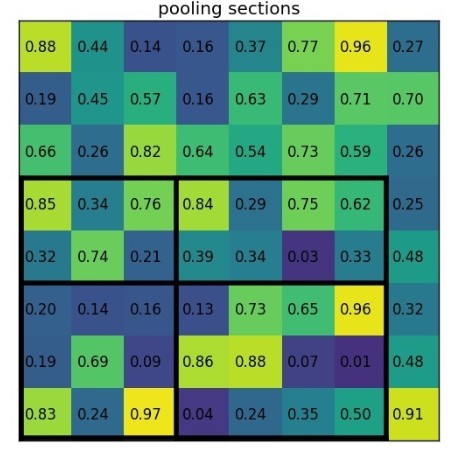 pooling sections
0.88 0.44 0.14 0.16 0.37 0.77 0.96 0.27
0.19 0.45 0.57 0.16 0.63 0.29 0.71 0.70
0.66 0.26 0.82 0.64 0.54 0.73 0.59 0.26
0.85 0.34 0.76 0.84 0.29 0.75 0.62 0.25
0.32 0.74 0.21 0.39 0.34 0.03 0.33 0.48
0.20 0.14 0.16 0.13 0.73 0.65 0.96 0.32
0.19 0.69 0.09 0.86 0.88 0.07 0.01 0.48
0.83 0.24 0.97 0.04 0.24 0.35 0.50 0.91